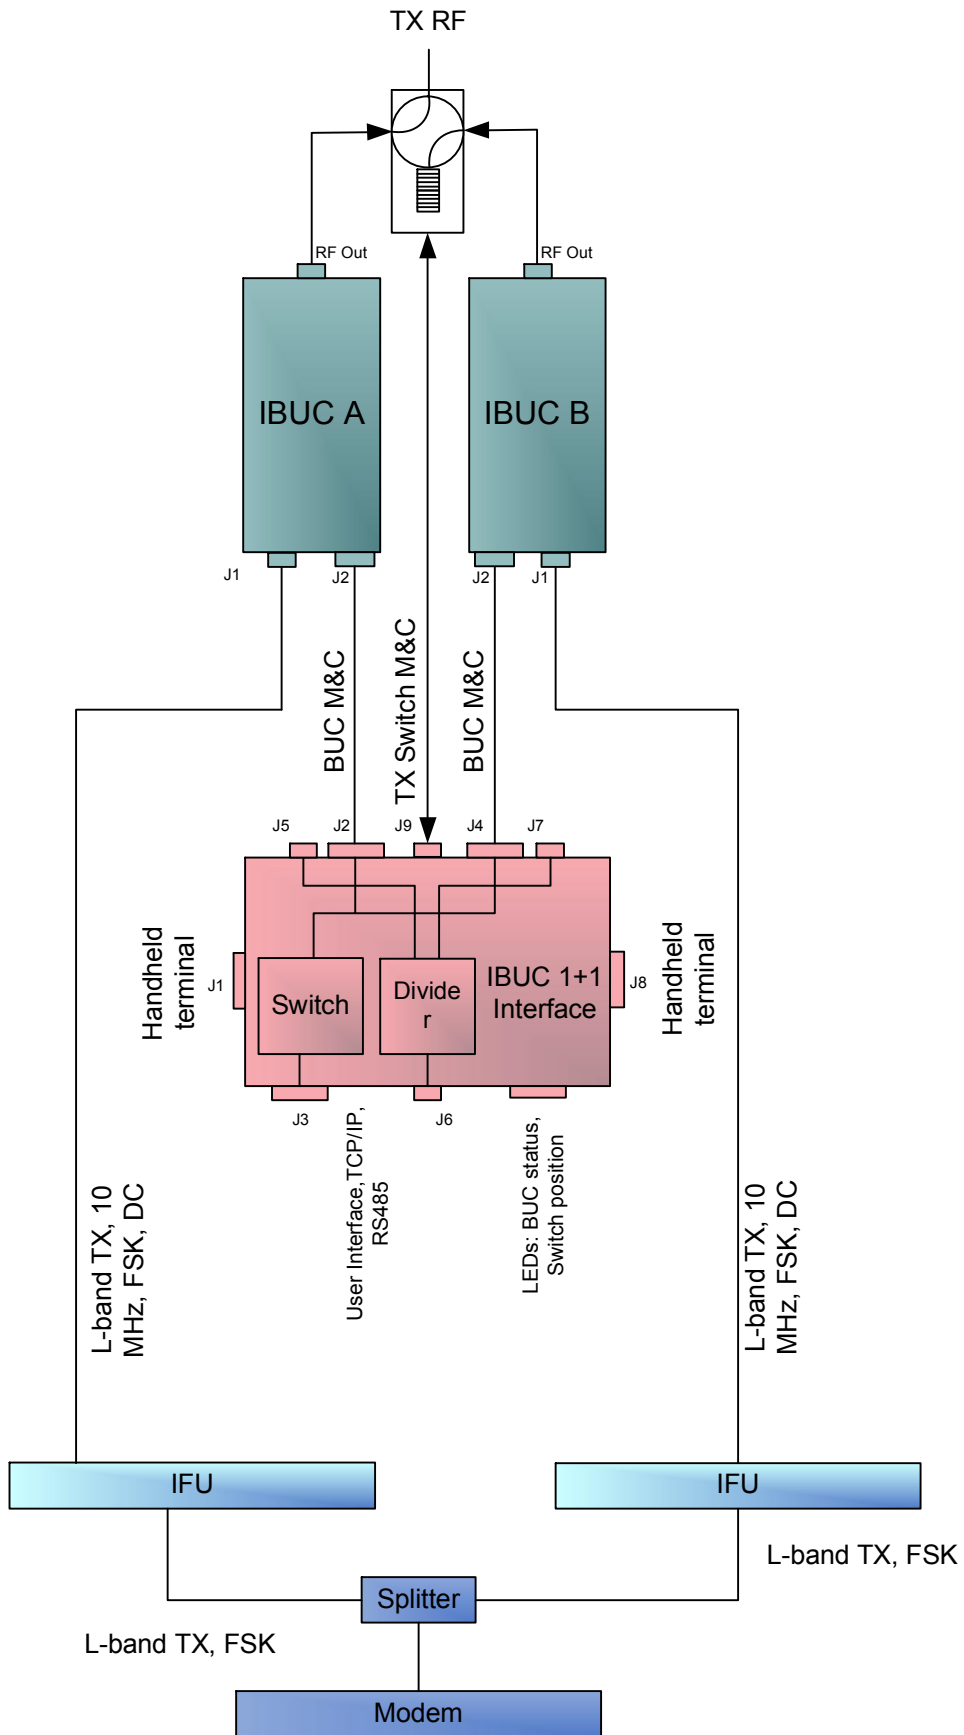 TX RF
RF Out
RF Out
IBUC A
IBUC B
J1
J2
J2
J1
BUC M&C
TX Switch M&C
BUC M&C
J5
J2
J9
J4
J7
Handheld
terminal
J1
Switch
Divide
r
IBUC 1+1
Interface
J8
Handheld
terminal
J3
User Interface,TCP/IP,
RS485
J6
LEDs: BUC status,
Switch position
L-band TX, 10
MHz, FSK, DC
L-band TX, 10
MHz, FSK, DC
IFU
IFU
L-band TX, FSK
Splitter
L-band TX, FSK
Modem